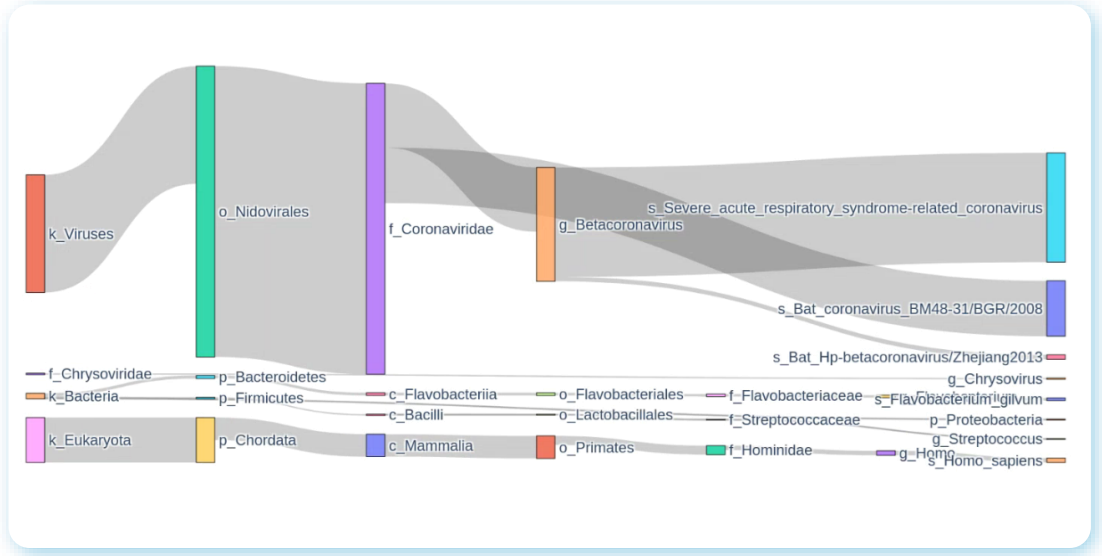 k_Viruses
o_Nidovirales
f_Coronaviridae
g_Betacoronavirus
s_Severe_acute_respiratory_syndrome-related_coronavirus
s_Bat_coronavirus_BM48-31/BGR/2008
s_Bat_Hp-betacoronavirus/Zhejiang2013
f_Chrysoviridae
g_Chrysovirus
k_Bacteria
p_Bacteroidetes
c_Flavobacteriia
o_Flavobacteriales
f_Flavobacteriaceae
s_Flavobacterium_gilvum
p_Firmicutes
c_Bacilli
o_Lactobacillales
f_Streptococcaceae
p_Proteobacteria
g_Streptococcus
k_Eukaryota
p_Chordata
c_Mammalia
o_Primates
f_Hominidae
g_Homo
s_Homo_sapiens